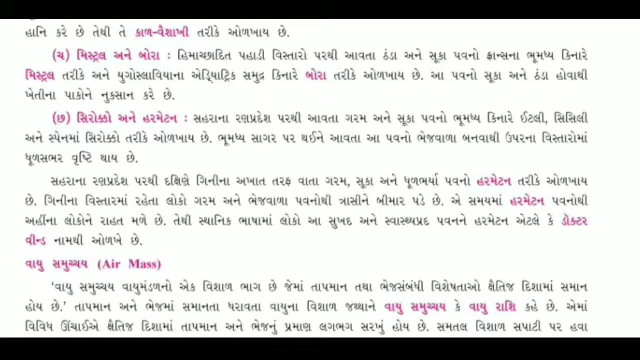 હાનિ કરે છે તેથી તે કાળ-વૈશાખી તરીકે ઓળખાય છે.
(ચ) મિસ્ટ્રલ અને બોરા : હિમાચ્છાદિત પહાડી વિસ્તારો પરથી આવતા ઠંડા અને સૂકા પવનો ફ્રાન્સના ભૂમધ્ય કિનારે
મિસ્ટ્રલ તરીકે અને યુગોસ્લાવિયાના એડ્રિયાટ્રિક સમુદ્ર કિનારે બોરા તરીકે ઓળખાય છે. આ પવનો સૂકા અને ઠંડા હોવાથી
ખેતીના પાકોને નુકસાન કરે છે.
(છ) સિરોક્કો અને હરમેટન : સહરાના રણપ્રદેશ પરથી આવતા ગરમ અને સૂકા પવનો ભૂમધ્ય કિનારે ઈટલી, સિસિલી
અને સ્પેનમાં સિરોક્કો તરીકે ઓળખાય છે. ભૂમધ્ય સાગર પર થઈને આવતા આ પવનો ભેજવાળા બનવાથી ઉપરના વિસ્તારોમાં
ધૂળસભર વૃષ્ટિ થાય છે.
સહરાના રણપ્રદેશ પરથી દક્ષિણે ગિનીના અખાત તરફ વાતા ગરમ, સૂકા અને ધૂળભર્યા પવનો હરમેટન તરીકે ઓળખાય
છે. ગિનીના વિસ્તારમાં રહેતા લોકો ગરમ અને ભેજવાળા પવનોથી ત્રાસીને બીમાર પડે છે. એ સમયમાં હરમેટન પવનોથી
અહીંના લોકોને રાહત મળે છે. તેથી સ્થાનિક ભાષામાં લોકો આ સુખદ અને સ્વાસ્થ્યપ્રદ પવનને હરમેટન એટલે કે ડૉક્ટર
વીન્ડ નામથી ઓળખે છે.
વાયુ સમુચ્ચય (Air Mass)
'વાયુ સમુચ્ચય વાયુમંડળનો એક વિશાળ ભાગ છે જેમાં તાપમાન તથા ભેજસંબંધી વિશેષતાઓ ક્ષૈતિજ દિશામાં સમાન
હોય છે.' તાપમાન અને ભેજમાં સમાનતા ધરાવતા વાયુના વિશાળ જથ્થાને વાયુ સમુચ્ચય કે વાયુ રાશિ કહે છે. એમાં
વિવિધ ઊંચાઈએ ક્ષૈતિજ દિશામાં તાપમાન અને ભેજનું પ્રમાણ લગભગ સરખું હોય છે. સમતલ વિશાળ સપાટી પર હવા